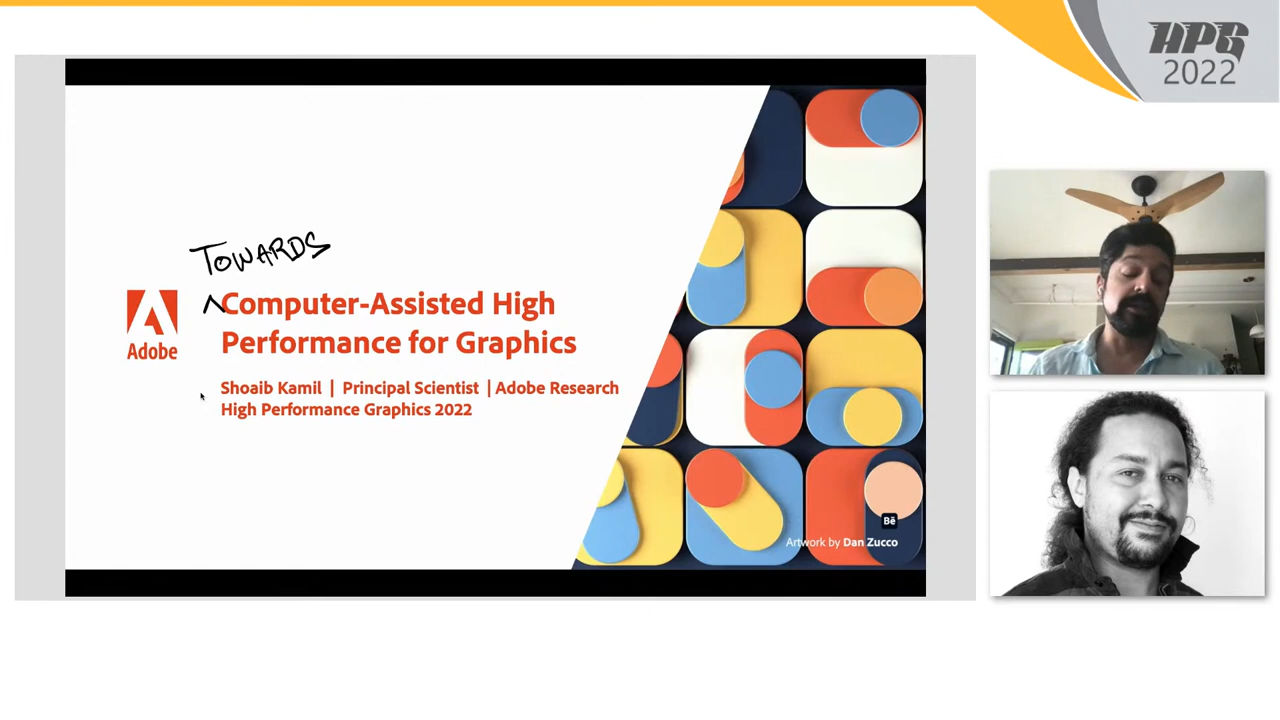 HPG
2022
TOWARDS
^Computer-Assisted High
Performance for Graphics
Adobe
Shoaib Kamil | Principal Scientist | Adobe Research
High Performance Graphics 2022
Bē
Artwork by Dan Zucco